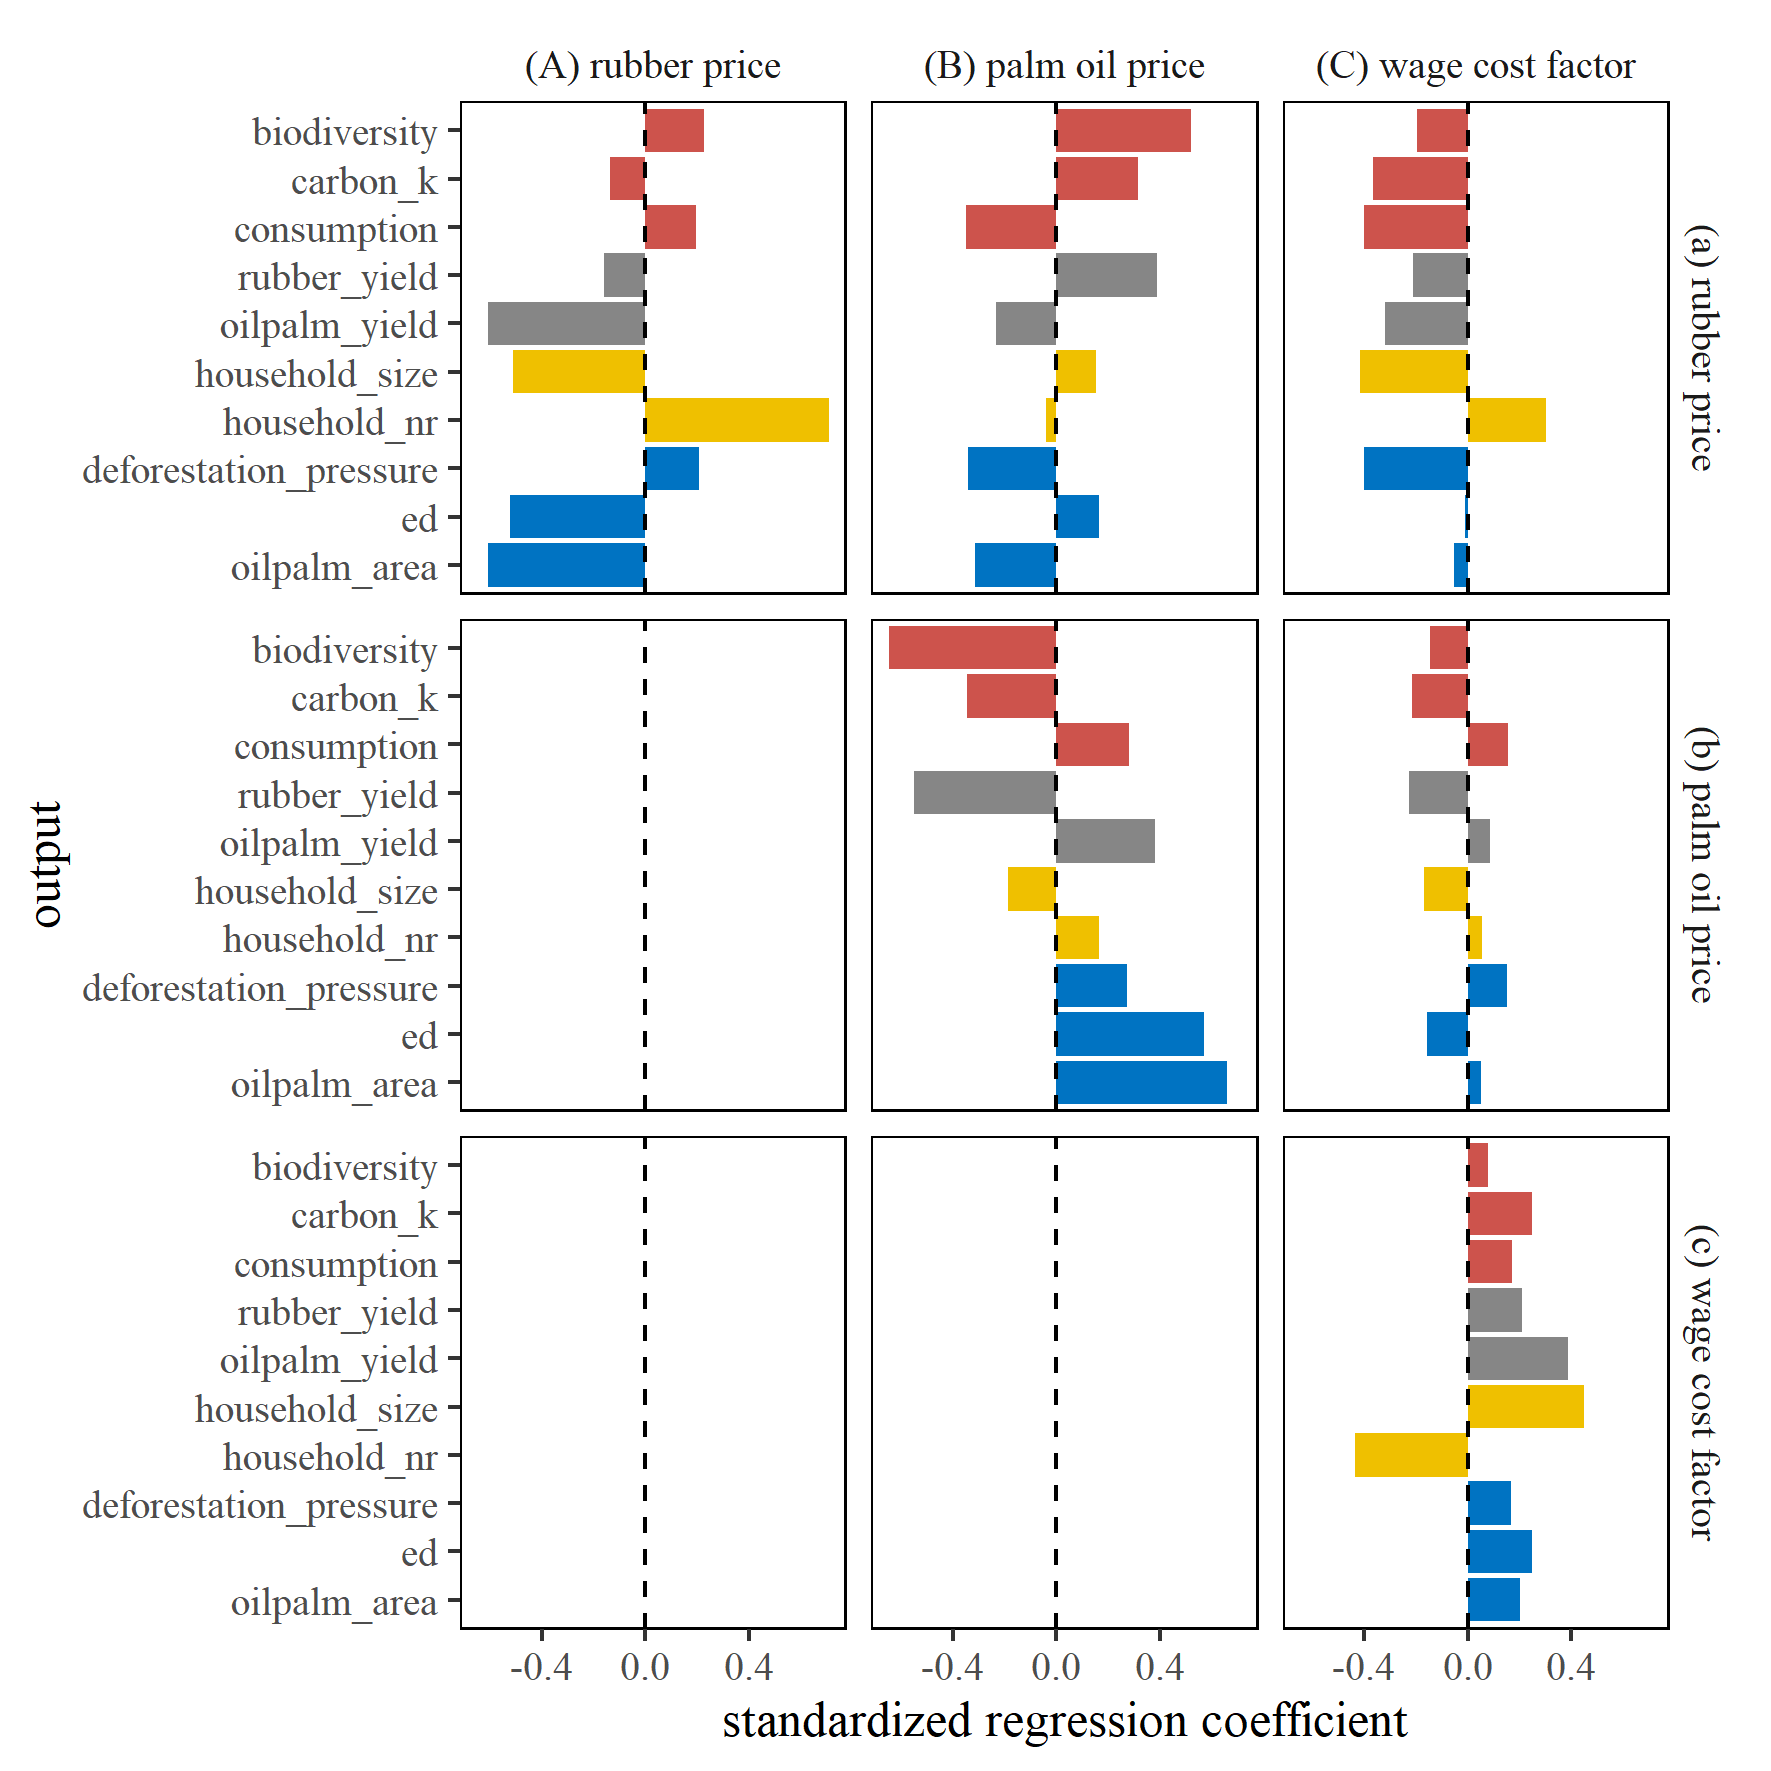 (A) rubber price
(B) palm oil price
(C) wage cost factor
biodiversity
carbon_k
consumption
rubber_yield
oilpalm_yield
household_size
household_nr
deforestation_pressure
ed
oilpalm_area
(a) rubber price
biodiversity
carbon_k
consumption
rubber_yield
oilpalm_yield
household_size
household_nr
deforestation_pressure
ed
oilpalm_area
(b) palm oil price
output
biodiversity
carbon_k
consumption
rubber_yield
oilpalm_yield
household_size
household_nr
deforestation_pressure
ed
oilpalm_area
(c) wage cost factor
-0.4 0.0 0.4
-0.4 0.0 0.4
-0.4 0.0 0.4
standardized regression coefficient